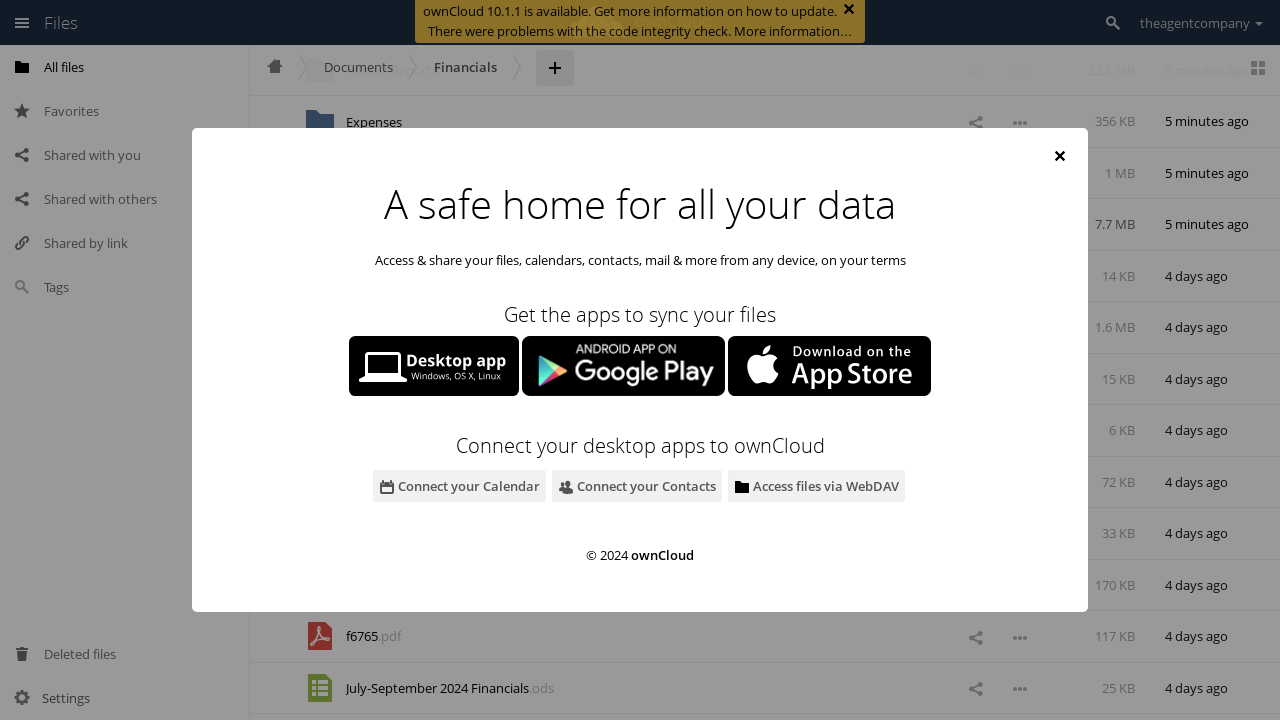 Files
ownCloud 10.1.1 is available. Get more information on how to update.
There were problems with the code integrity check. More information…
theagentcompany
All files
Documents
Financials
22.5 MB
5 minutes ago
Favorites
Expenses
356 KB
5 minutes ago
Shared with you
1 MB
5 minutes ago
Shared with others
7.7 MB
5 minutes ago
Shared by link
14 KB
4 days ago
Tags
1.6 MB
4 days ago
15 KB
4 days ago
6 KB
4 days ago
72 KB
4 days ago
33 KB
4 days ago
170 KB
4 days ago
A safe home for all your data
Access & share your files, calendars, contacts, mail & more from any device, on your terms
Get the apps to sync your files
Desktop app
Windows, OS X, Linux
ANDROID APP ON
Google Play
Download on the
App Store
Connect your desktop apps to ownCloud
Connect your Calendar
Connect your Contacts
Access files via WebDAV
© 2024 ownCloud
f6765.pdf
117 KB
4 days ago
Deleted files
July-September 2024 Financials.ods
25 KB
4 days ago
Settings